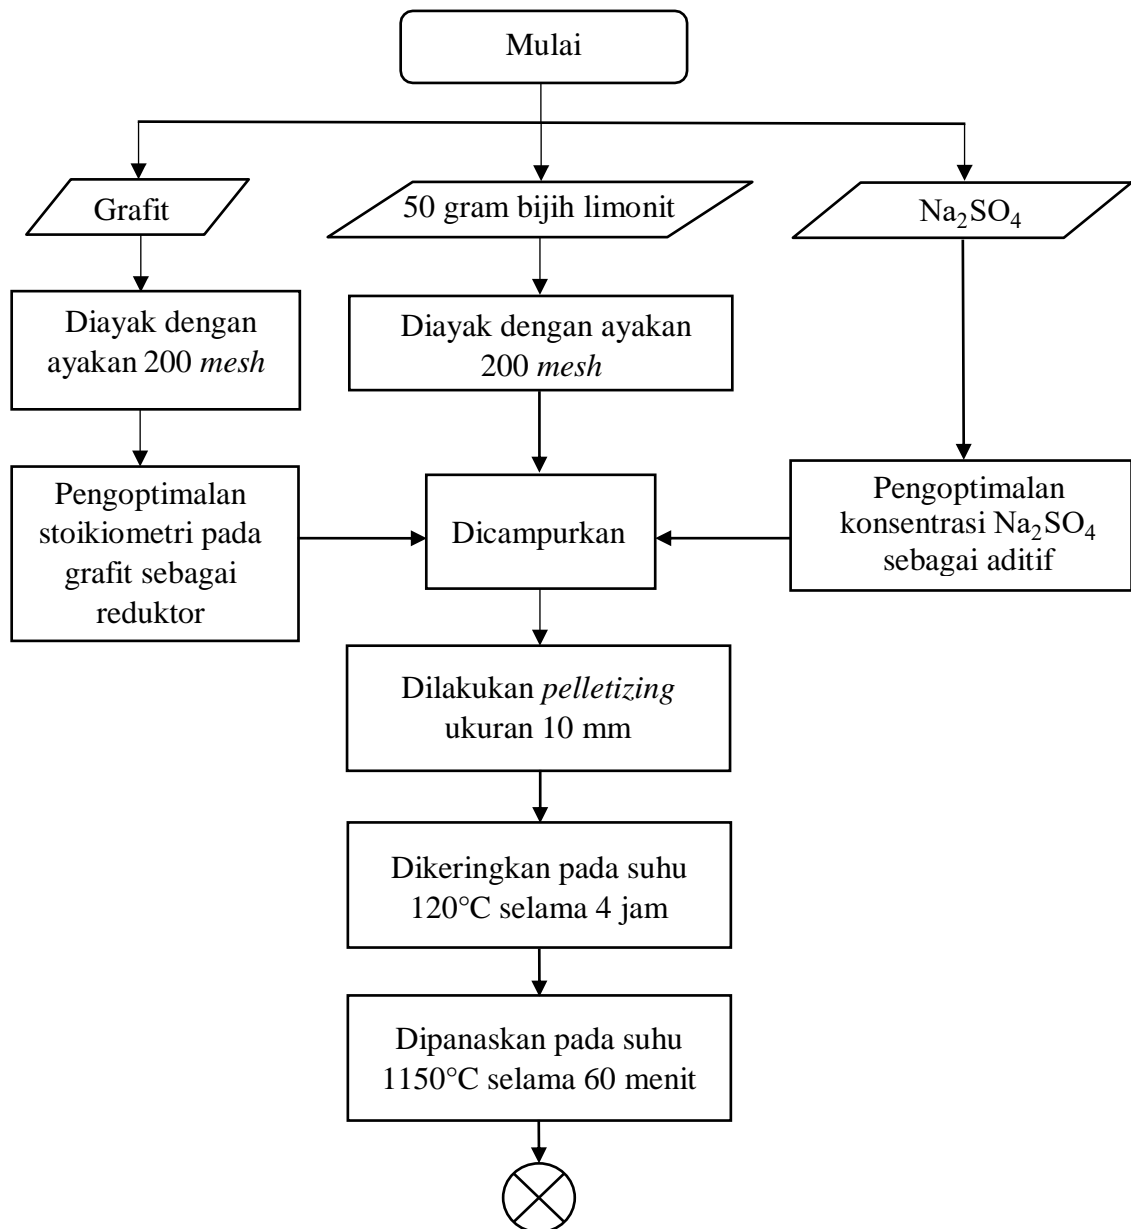 Mulai
Grafit
50 gram bijih limonit
Na₂SO₄
Diayak dengan
ayakan 200 mesh
Diayak dengan ayakan
200 mesh
Pengoptimalan
stoikiometri pada
grafit sebagai
reduktor
Dicampurkan
Pengoptimalan
konsentrasi Na₂SO₄
sebagai aditif
Dilakukan pelletizing
ukuran 10 mm
Dikeringkan pada suhu
120°C selama 4 jam
Dipanaskan pada suhu
1150°C selama 60 menit